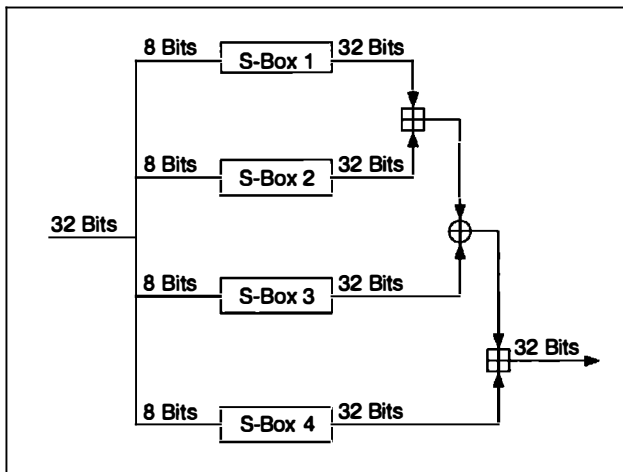 8 Bits S-Box 1 32 Bits
8 Bits S-Box 2 32 Bits
32 Bits
8 Bits S-Box 3 32 Bits
32 Bits
8 Bits S-Box 4 32 Bits